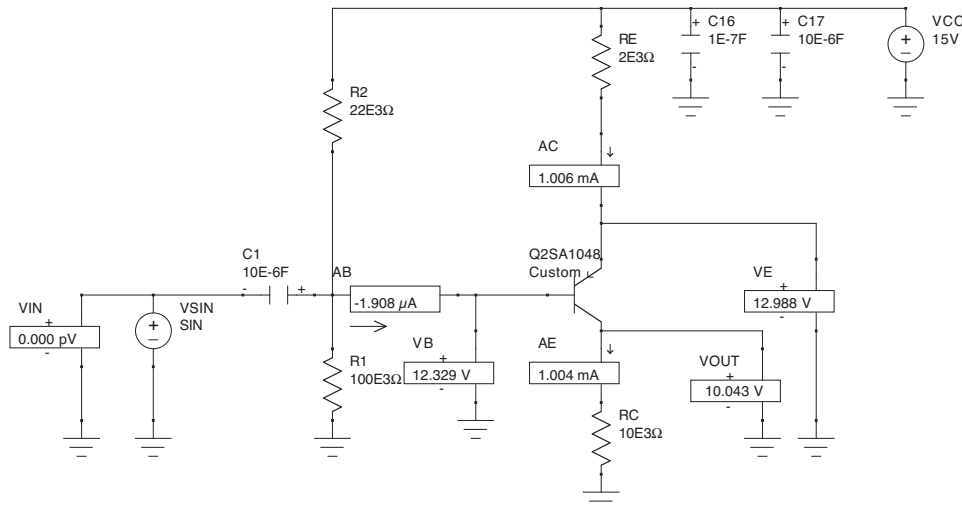 C16
1E-7F
C17
10E-6F
VCC
15V
RE
2E3Ω
R2
22E3Ω
AC
1.006 mA
Q2SA1048
Custom
C1
10E-6F
AB
-1.908 µA
VE
12.988 V
VIN
0.000 pV
VSIN
SIN
R1
100E3Ω
VB
12.329 V
AE
1.004 mA
VOUT
10.043 V
RC
10E3Ω